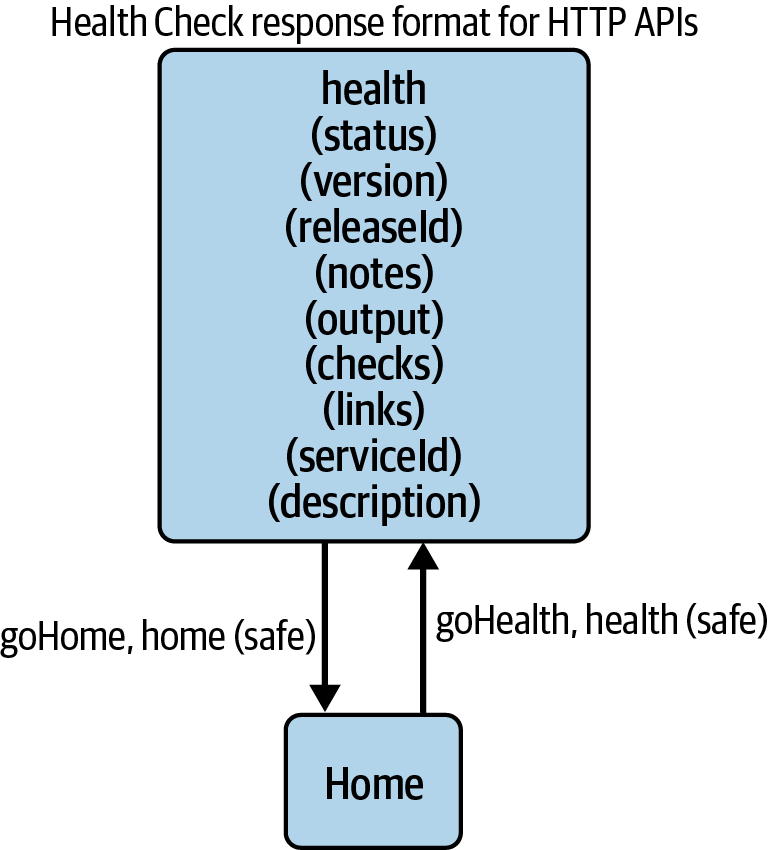 Health Check response format for HTTP APIs
health
(status)
(version)
(releaseId)
(notes)
(output)
(checks)
(links)
(serviceId)
(description)
goHome, home (safe)
goHealth, health (safe)
Home